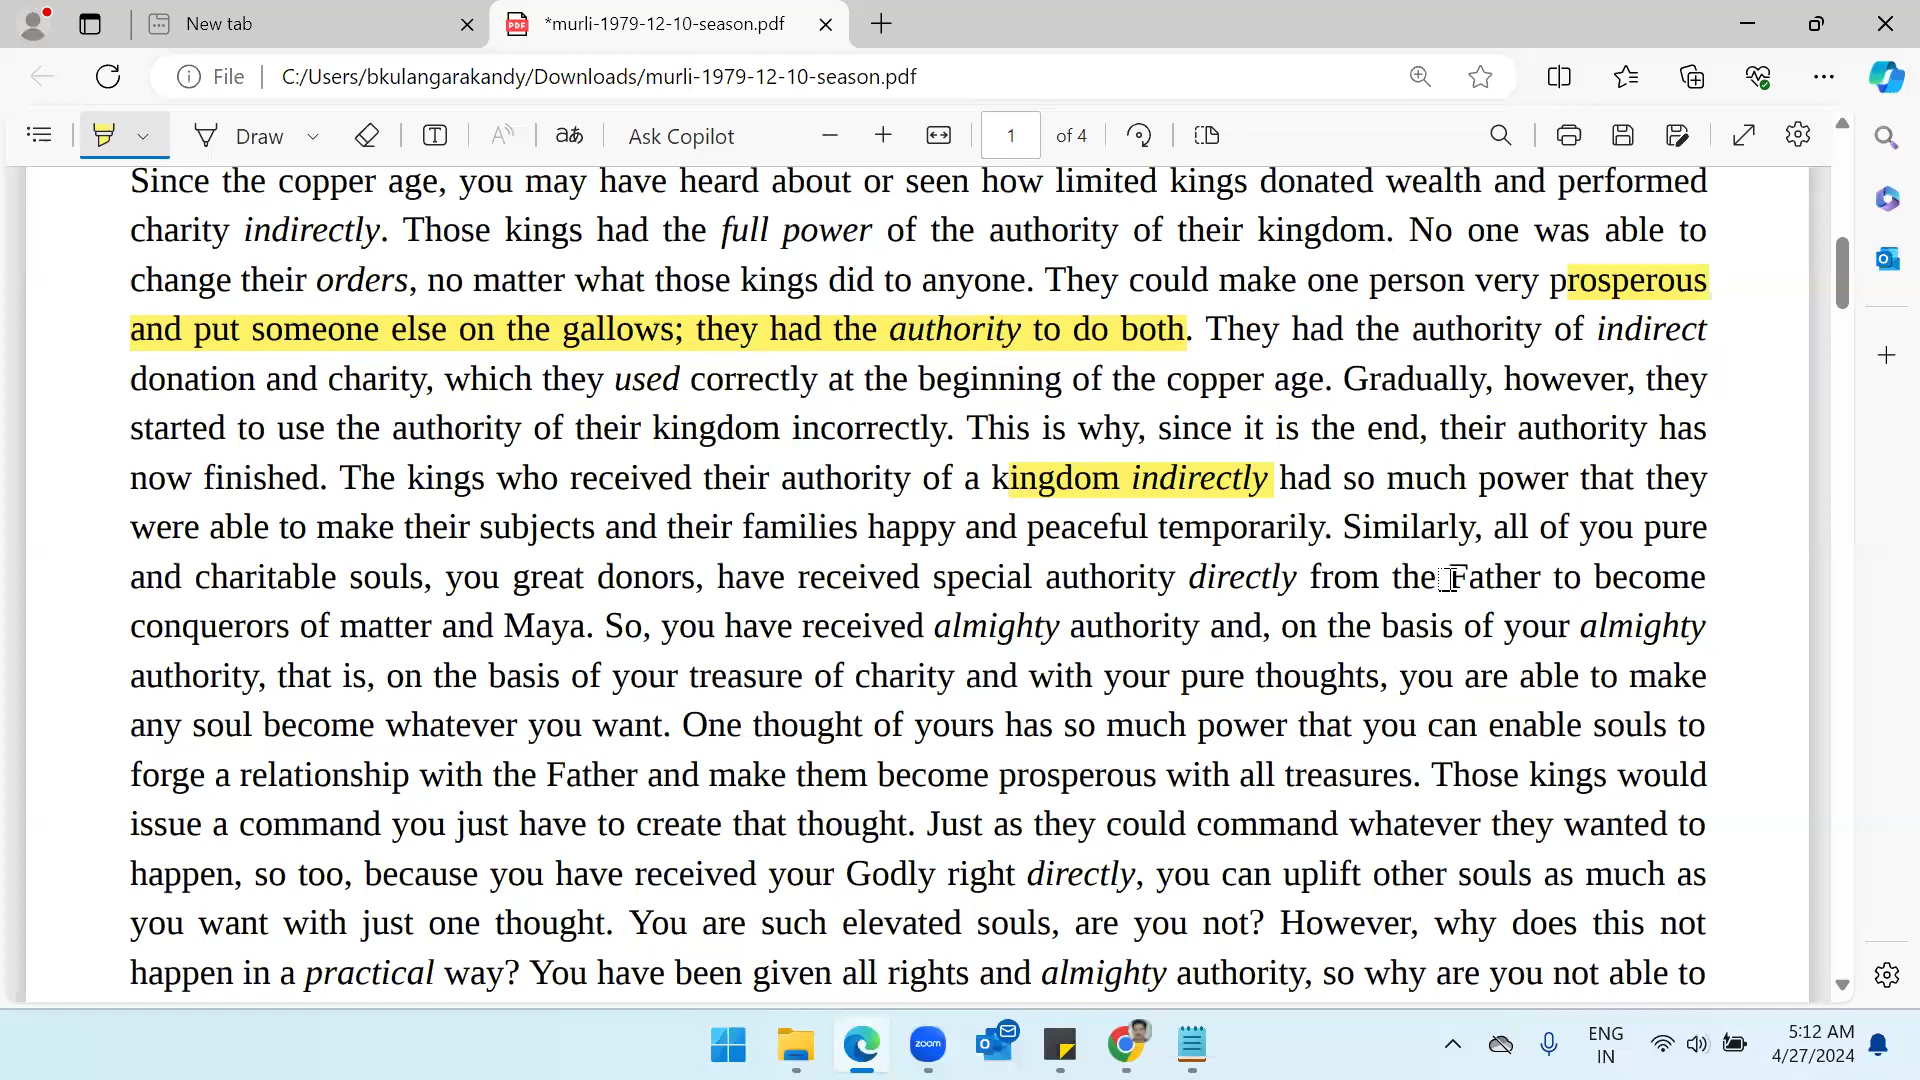 New tab
*murli-1979-12-10-season.pdf
File
C:/Users/bkulangarakandy/Downloads/murli-1979-12-10-season.pdf
PDF
Draw
A
aあ
Ask Copilot
1 of 4
Since the copper age, you may have heard about or seen how limited kings donated wealth and performed
charity indirectly. Those kings had the full power of the authority of their kingdom. No one was able to
change their orders, no matter what those kings did to anyone. They could make one person very prosperous
and put someone else on the gallows; they had the authority to do both. They had the authority of indirect
donation and charity, which they used correctly at the beginning of the copper age. Gradually, however, they
started to use the authority of their kingdom incorrectly. This is why, since it is the end, their authority has
now finished. The kings who received their authority of a kingdom indirectly had so much power that they
were able to make their subjects and their families happy and peaceful temporarily. Similarly, all of you pure
and charitable souls, you great donors, have received special authority directly from the Father to become
conquerors of matter and Maya. So, you have received almighty authority and, on the basis of your almighty
authority, that is, on the basis of your treasure of charity and with your pure thoughts, you are able to make
any soul become whatever you want. One thought of yours has so much power that you can enable souls to
forge a relationship with the Father and make them become prosperous with all treasures. Those kings would
issue a command you just have to create that thought. Just as they could command whatever they wanted to
happen, so too, because you have received your Godly right directly, you can uplift other souls as much as
you want with just one thought. You are such elevated souls, are you not? However, why does this not
happen in a practical way? You have been given all rights and almighty authority, so why are you not able to
zoom
ENG
IN
5:12 AM
4/27/2024